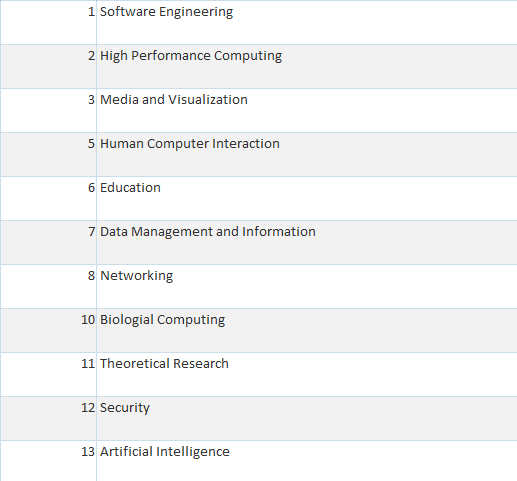 1 Software Engineering
2 High Performance Computing
3 Media and Visualization
5 Human Computer Interaction
6 Education
7 Data Management and Information
8 Networking
10 Biologial Computing
11 Theoretical Research
12 Security
13 Artificial Intelligence